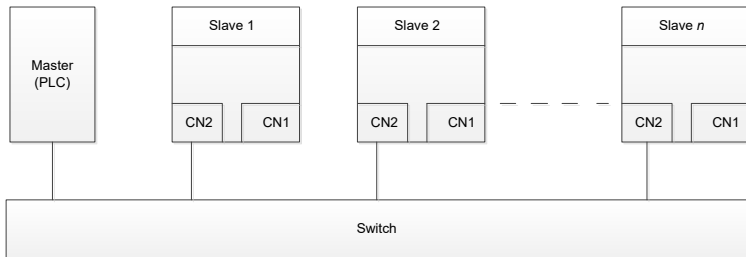 Master
(PLC)
Slave 1
CN2
CN1
Slave 2
CN2
CN1
Slave n
CN2
CN1
Switch